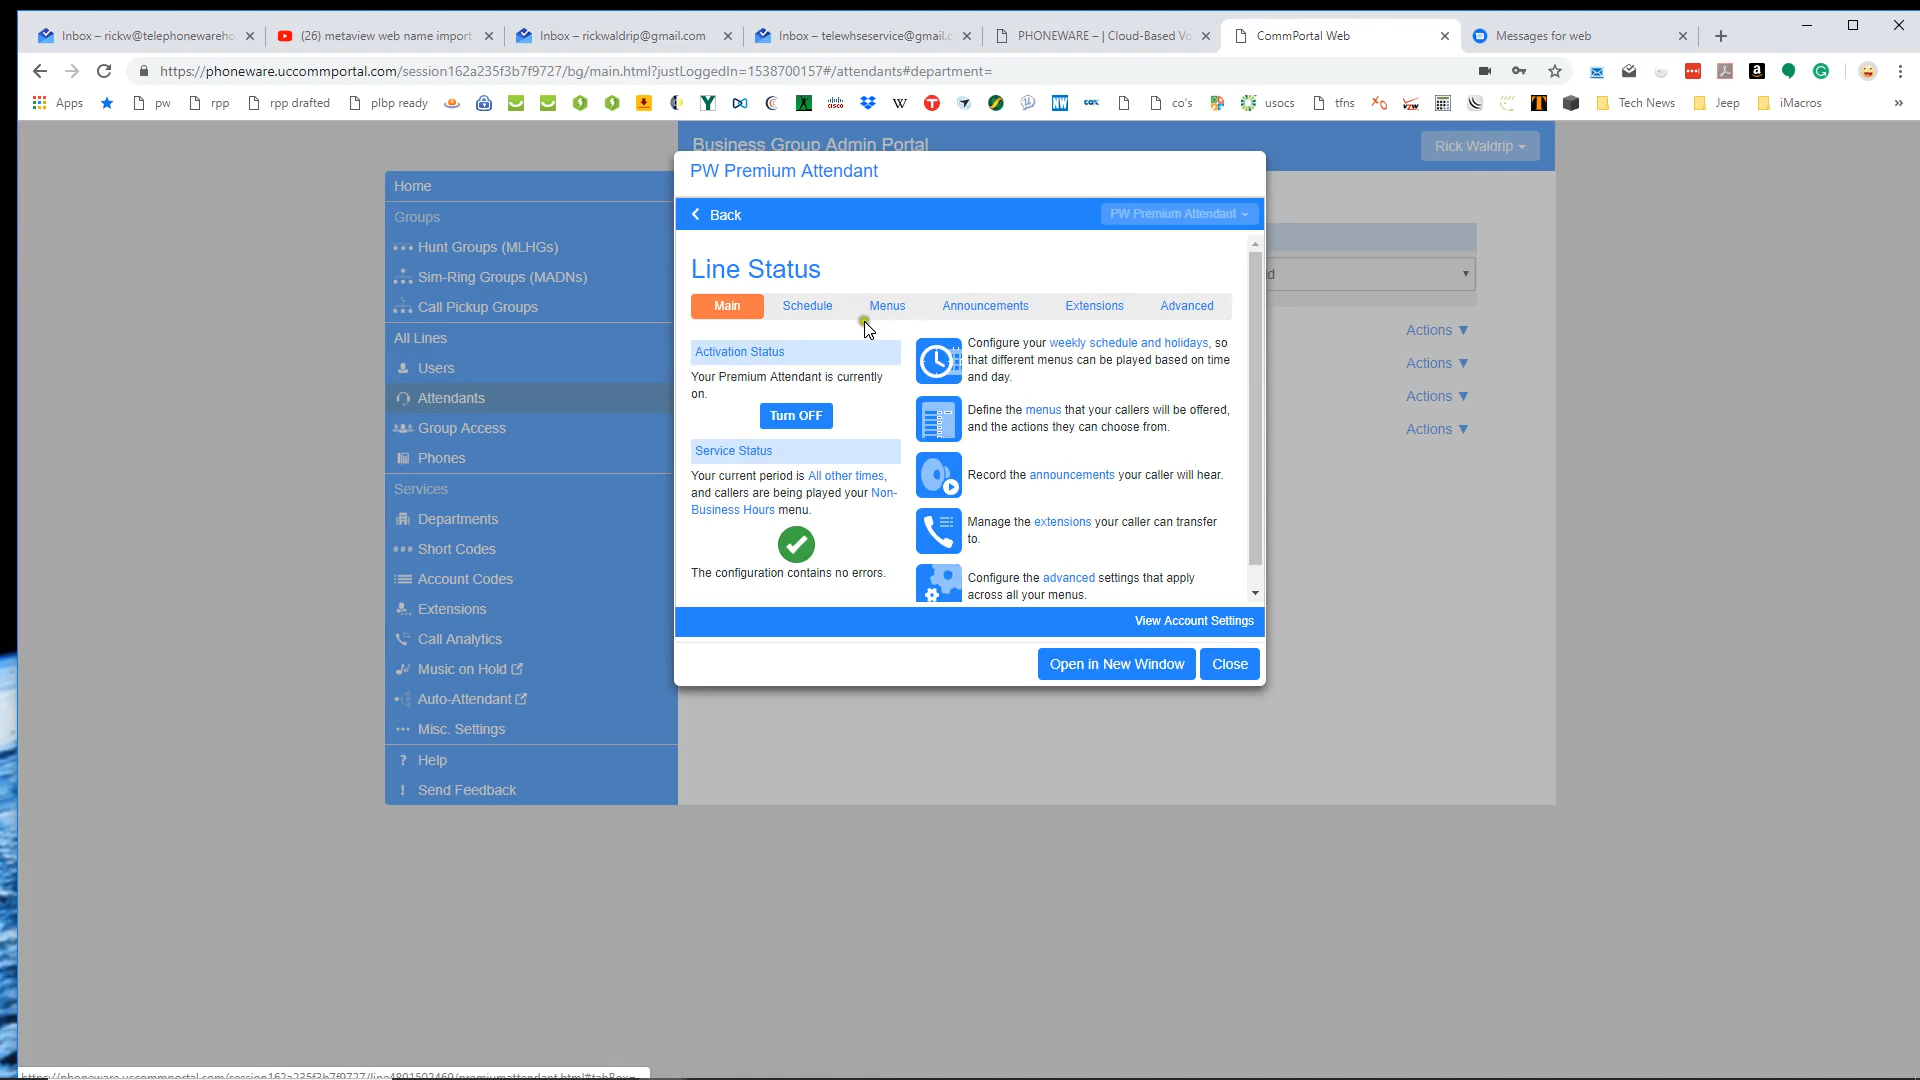 Inbox – rickw@telephonewareho
(26) metaview web name import
Inbox – rickwaldrip@gmail.com
Inbox – telewhseservice@gmail.c
PHONEWARE – | Cloud-Based Vo
CommPortal Web
Messages for web
https://phoneware.uccommportal.com/session162a235f3b7f9727/bg/main.html?justLoggedIn=1538700157#/attendants#department=
Apps
pw
rpp
rpp drafted
plbp ready
co's
usocs
tfns
Tech News
Jeep
iMacros
Business Group Admin Portal
Rick Waldrip
Home
Groups
Hunt Groups (MLHGs)
Sim-Ring Groups (MADNs)
Call Pickup Groups
All Lines
Users
Attendants
Group Access
Phones
Services
Departments
Short Codes
Account Codes
Extensions
Call Analytics
Music on Hold
Auto-Attendant
Misc. Settings
? Help
! Send Feedback
PW Premium Attendant
Back
PW Premium Attendant
Line Status
Main
Schedule
Menus
Announcements
Extensions
Advanced
Activation Status
Your Premium Attendant is currently
on.
Turn OFF
Service Status
Your current period is All other times,
and callers are being played your Non-
Business Hours menu.
The configuration contains no errors.
Configure your weekly schedule and holidays, so
that different menus can be played based on time
and day.
Define the menus that your callers will be offered,
and the actions they can choose from.
Record the announcements your caller will hear.
Manage the extensions your caller can transfer
to.
Configure the advanced settings that apply
across all your menus.
View Account Settings
Open in New Window
Close
d
Actions ▼
Actions ▼
Actions ▼
Actions ▼